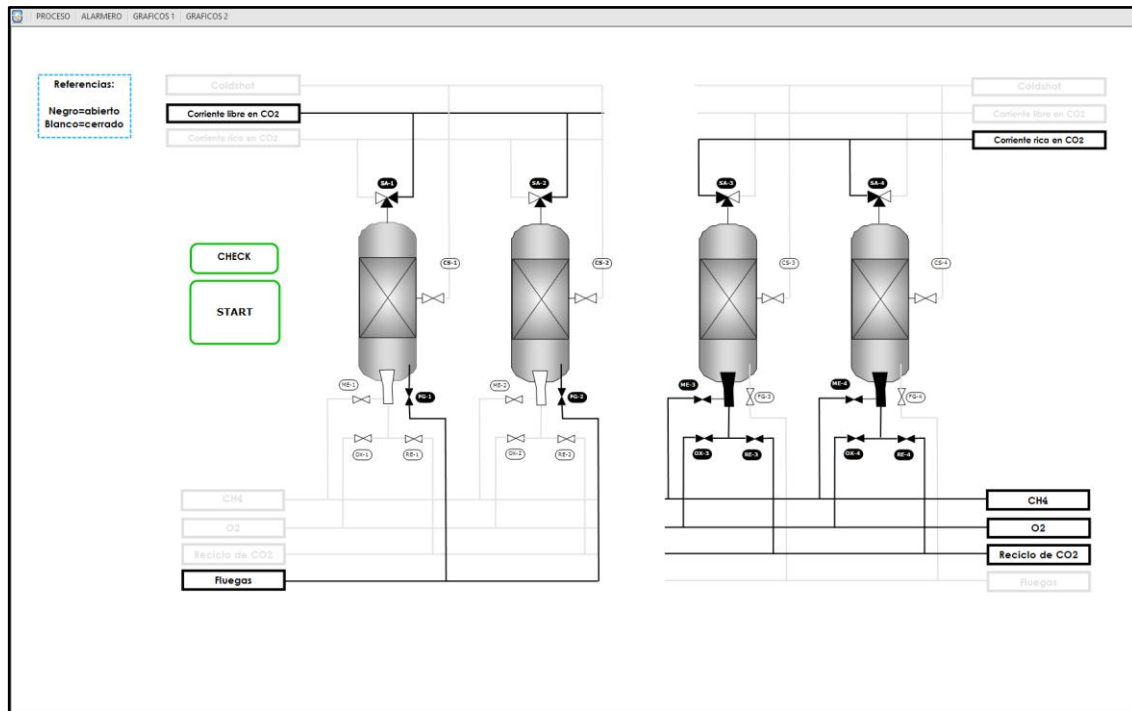 PROCESO ALARMERO GRAFICOS 1 GRAFICOS 2
Referencias:
Negro=abierto
Blanco=cerrado
Coldshot
Corriente libre en CO2
Corriente rica en CO2
Coldshot
Corriente libre en CO2
Corriente rica en CO2
SA-1 SA-2 SA-3 SA-4
CHECK
START
CS-1 CS-2 CS-3 CS-4
ME-1 ME-2 ME-3 ME-4
FG-1 FG-2 FG-3 FG-4
OX-1 RE-1 OX-2 RE-2 OX-3 RE-3 OX-4 RE-4
CH4
O2
Reciclo de CO2
Fluegas
CH4
O2
Reciclo de CO2
Fluegas